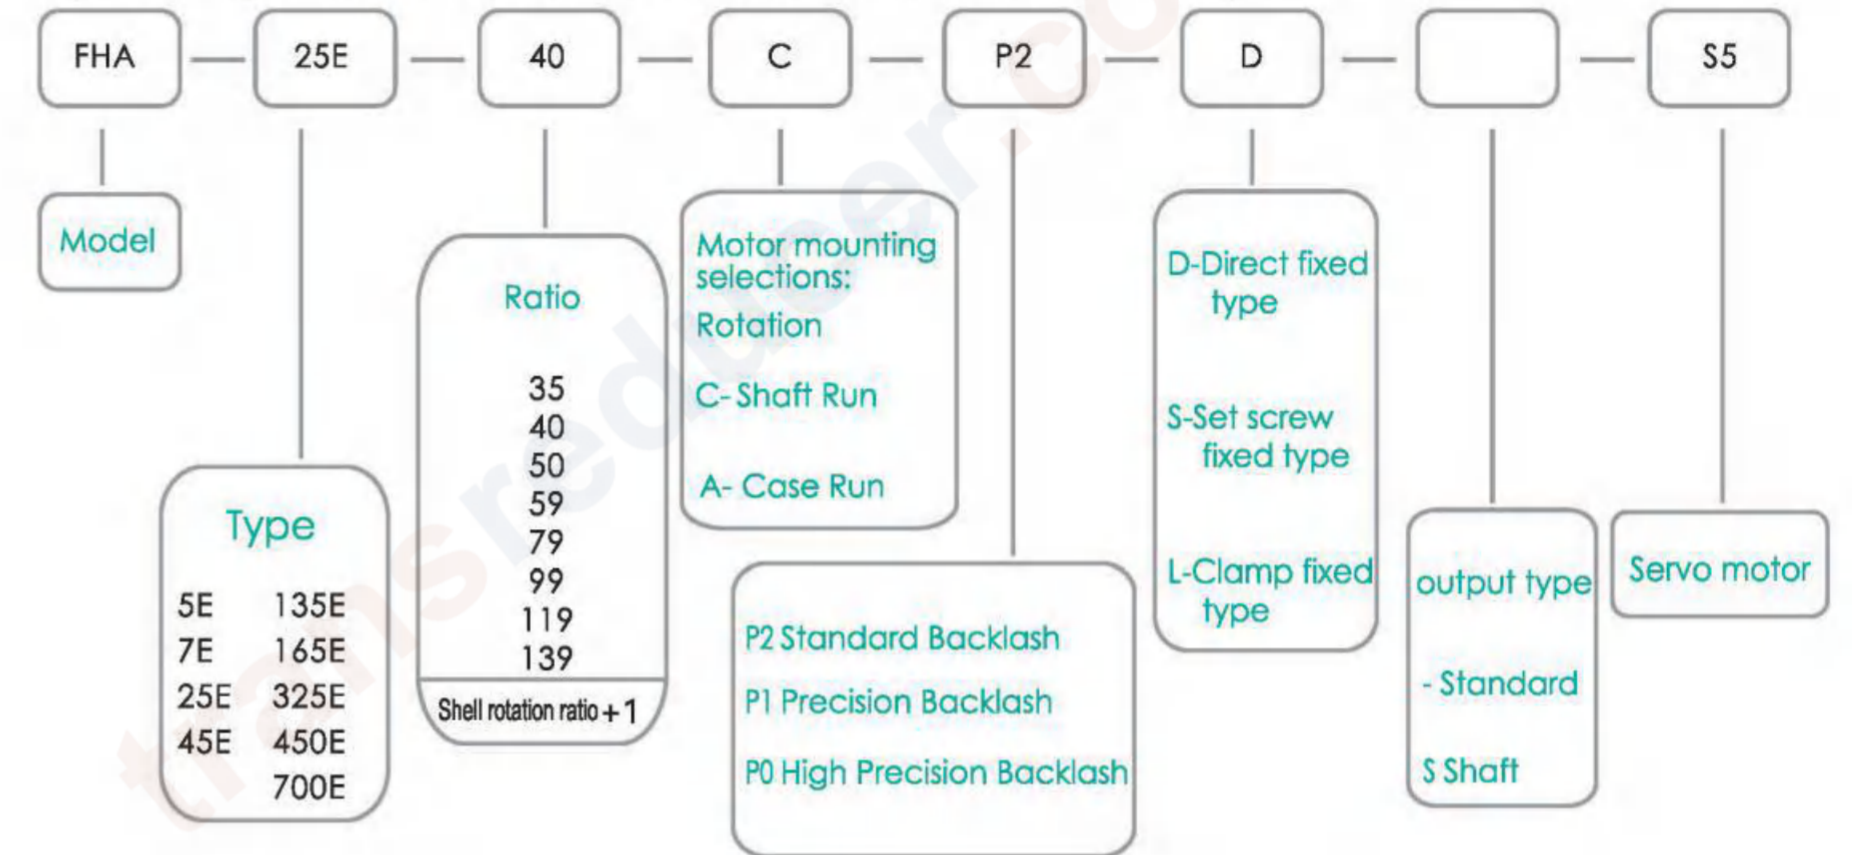 FHA — 25E — 40 — C — P2 — D — — S5
Model
Type
5E 135E
7E 165E
25E 325E
45E 450E
700E
Ratio
35
40
50
59
79
99
119
139
Shell rotation ratio +1
Motor mounting
selections:
Rotation
C- Shaft Run
A- Case Run
P2 Standard Backlash
P1 Precision Backlash
P0 High Precision Backlash
D-Direct fixed
type
S-Set screw
fixed type
L-Clamp fixed
type
output type
- Standard
S Shaft
Servo motor
transreducer.co